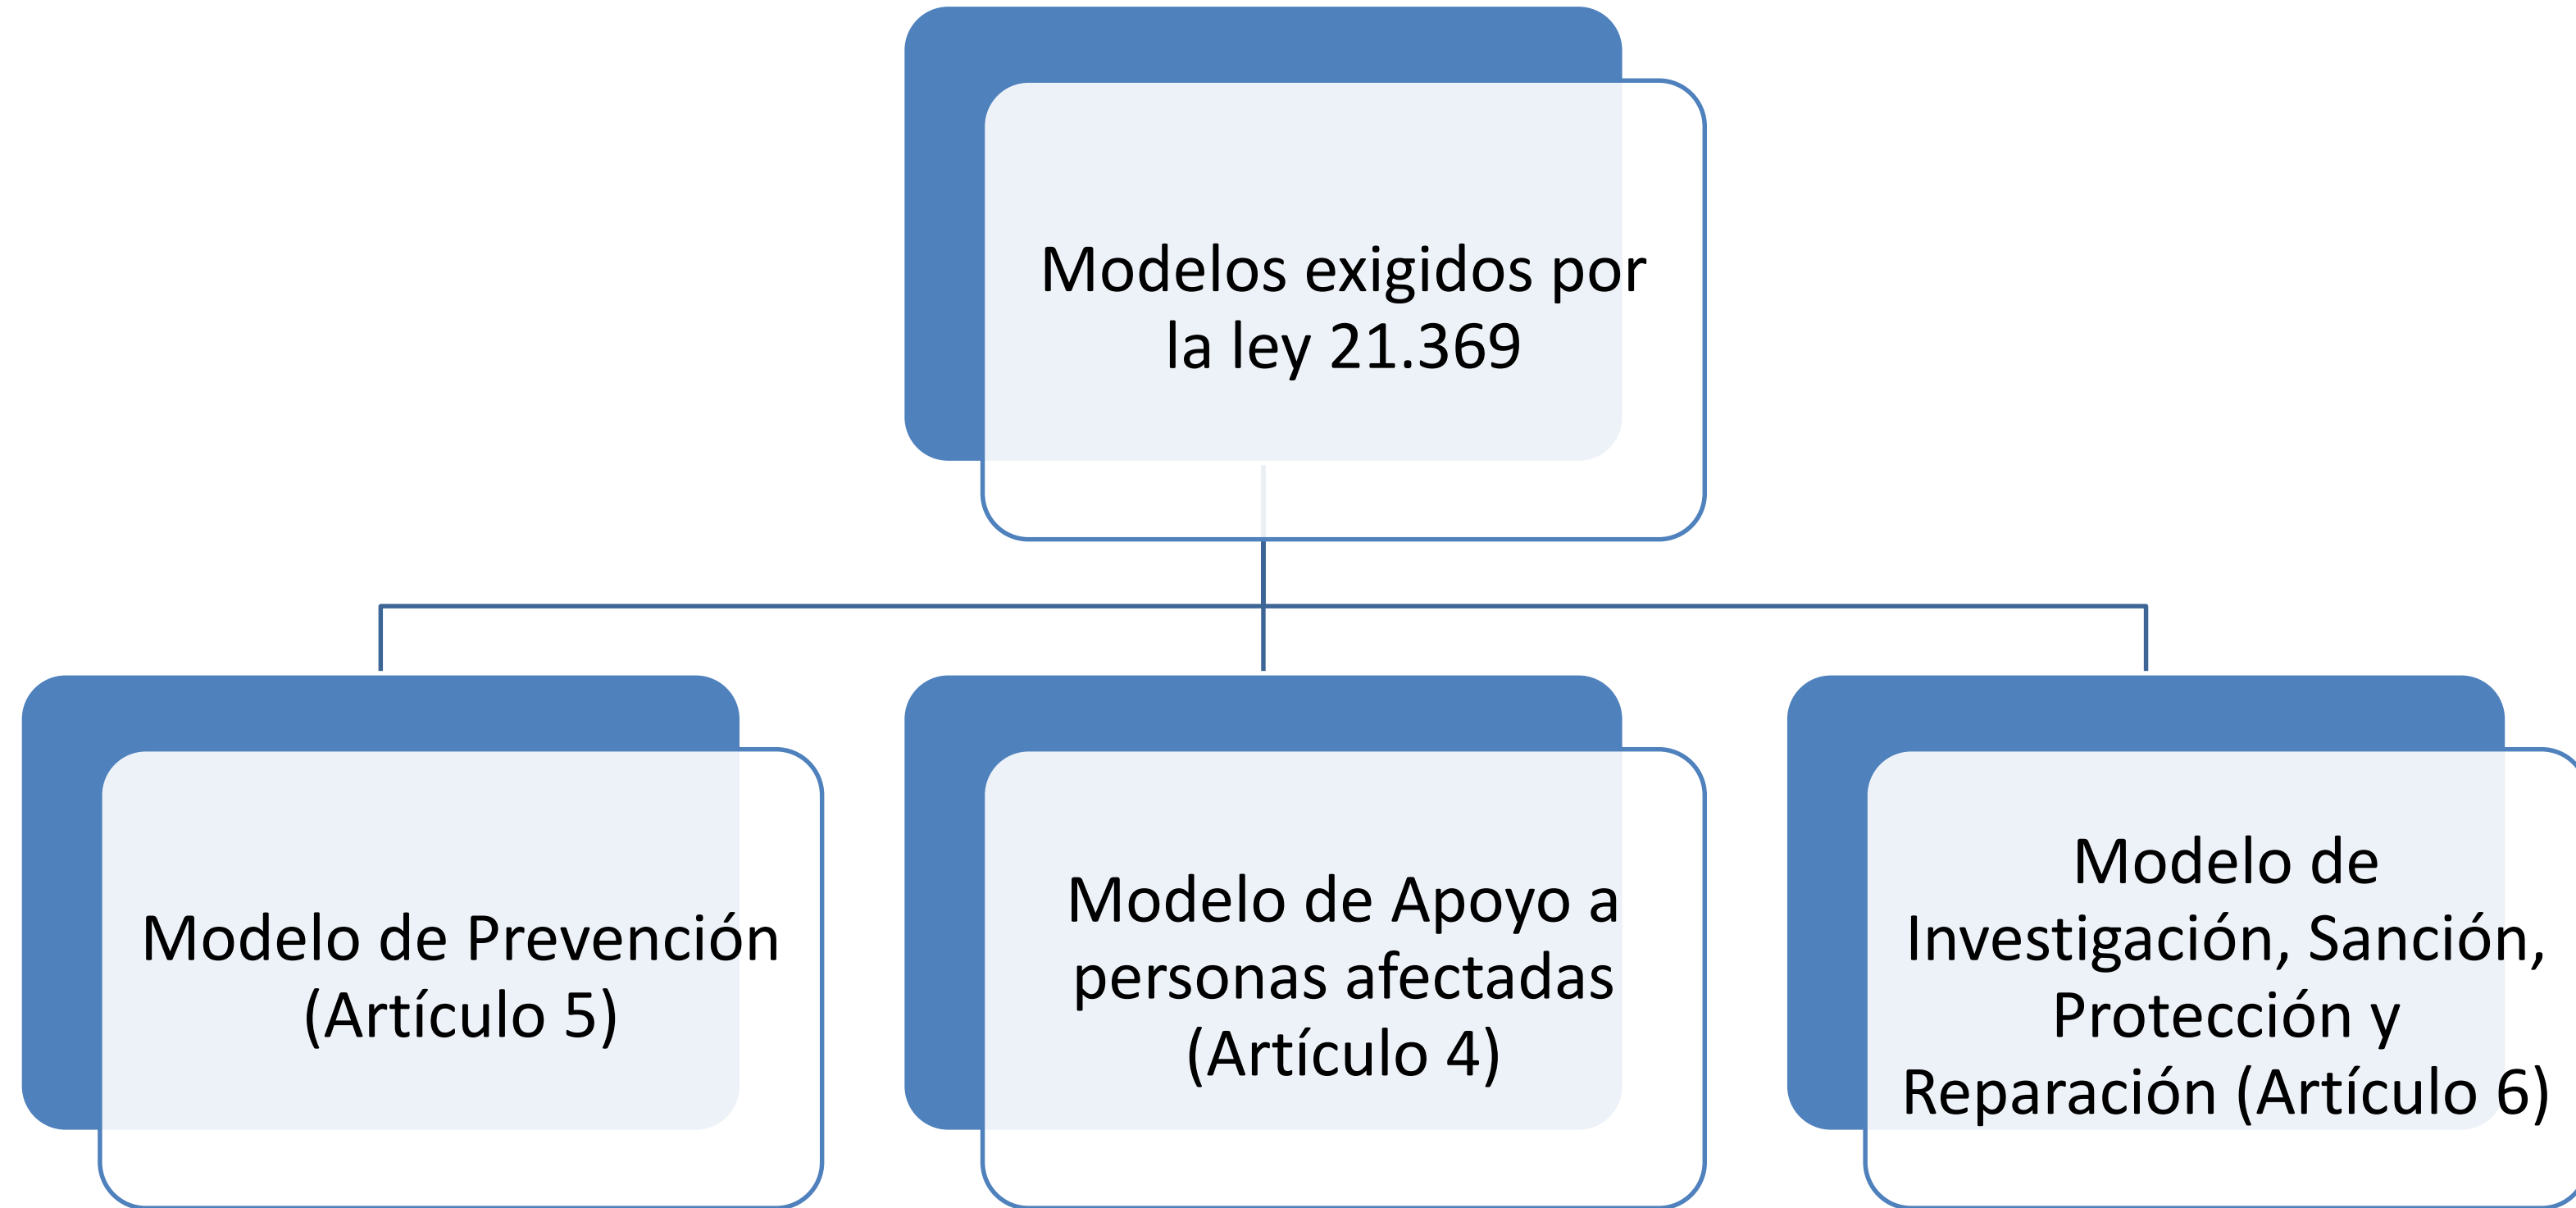 Modelos exigidos por
la ley 21.369
Modelo de Prevención
(Artículo 5)
Modelo de Apoyo a
personas afectadas
(Artículo 4)
Modelo de
Investigación, Sanción,
Protección y
Reparación (Artículo 6)